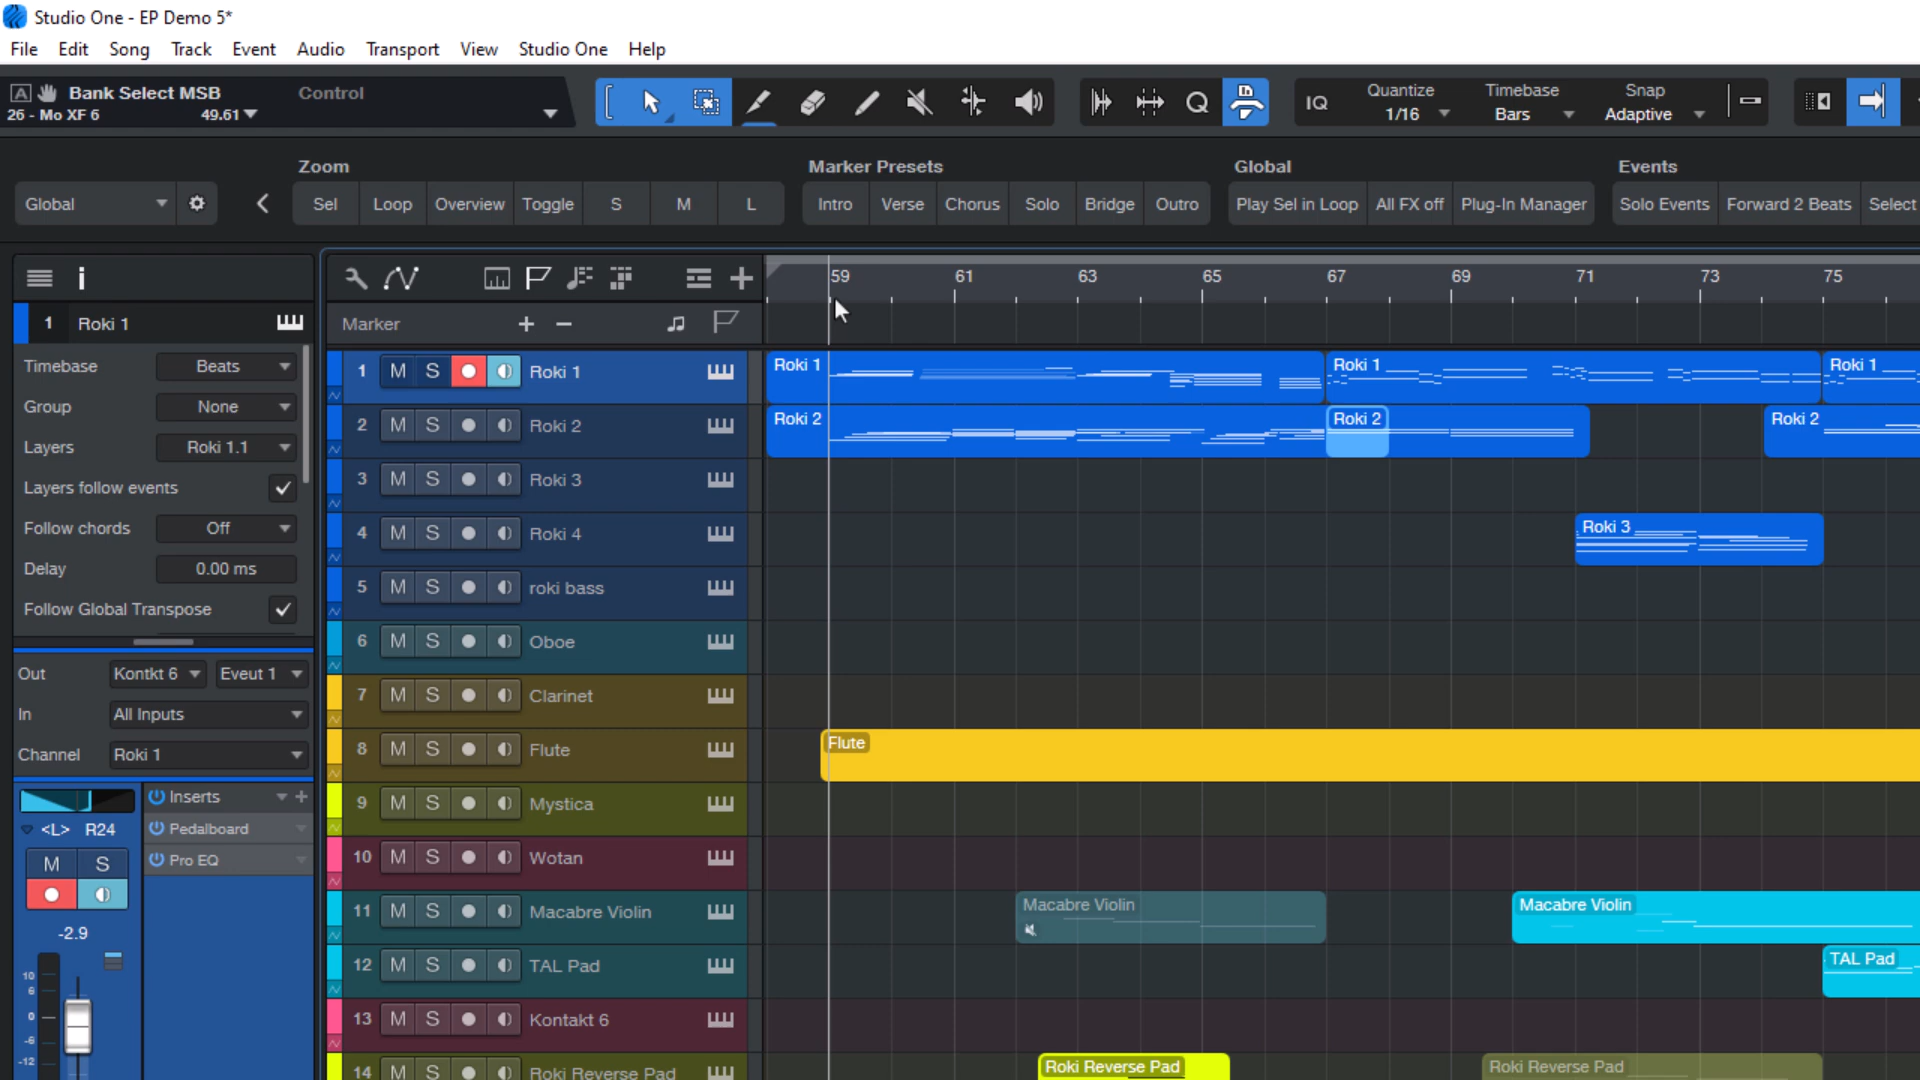 Studio One - EP Demo 5*
File Edit Song Track Event Audio Transport View Studio One Help
A Bank Select MSB Control
26 - Mo XF 6 49.61
IQ
Quantize Timebase Snap
1/16 Bars Adaptive
Zoom Marker Presets Global Events
Global Sel Loop Overview Toggle S M L Intro Verse Chorus Solo Bridge Outro Play Sel in Loop All FX off Plug-In Manager Solo Events Forward 2 Beats Select
59 61 63 65 67 69 71 73 75
1 Roki 1
Marker
Timebase Beats
Group None
Layers Roki 1.1
Layers follow events
Follow chords Off
Delay 0.00 ms
Follow Global Transpose
Out Kontkt 6 Eveut 1
In All Inputs
Channel Roki 1
Inserts
<L> R24 Pedalboard
M S Pro EQ
-2.9
10
6
0
-6
-12
1 M S Roki 1
2 M S Roki 2
3 M S Roki 3
4 M S Roki 4
5 M S roki bass
6 M S Oboe
7 M S Clarinet
8 M S Flute
9 M S Mystica
10 M S Wotan
11 M S Macabre Violin
12 M S TAL Pad
13 M S Kontakt 6
14 M S Roki Reverse Pad
Roki 1 Roki 1 Roki 1
Roki 2 Roki 2 Roki 2
Roki 3
Flute
Macabre Violin Macabre Violin
TAL Pad
Roki Reverse Pad Roki Reverse Pad